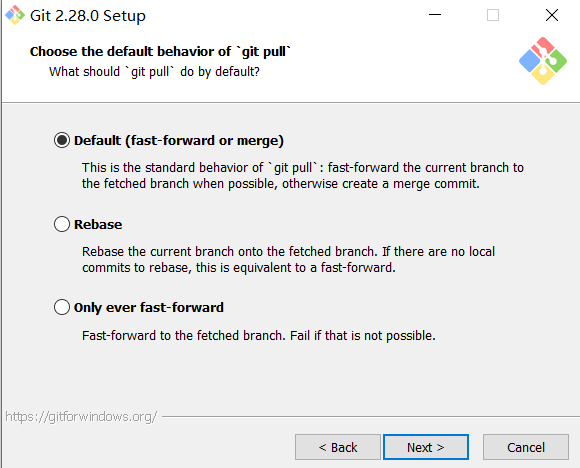 Git 2.28.0 Setup
Choose the default behavior of `git pull`
What should `git pull` do by default?
Default (fast-forward or merge)
This is the standard behavior of `git pull`: fast-forward the current branch to
the fetched branch when possible, otherwise create a merge commit.
Rebase
Rebase the current branch onto the fetched branch. If there are no local
commits to rebase, this is equivalent to a fast-forward.
Only ever fast-forward
Fast-forward to the fetched branch. Fail if that is not possible.
https://gitforwindows.org/
< Back
Next >
Cancel